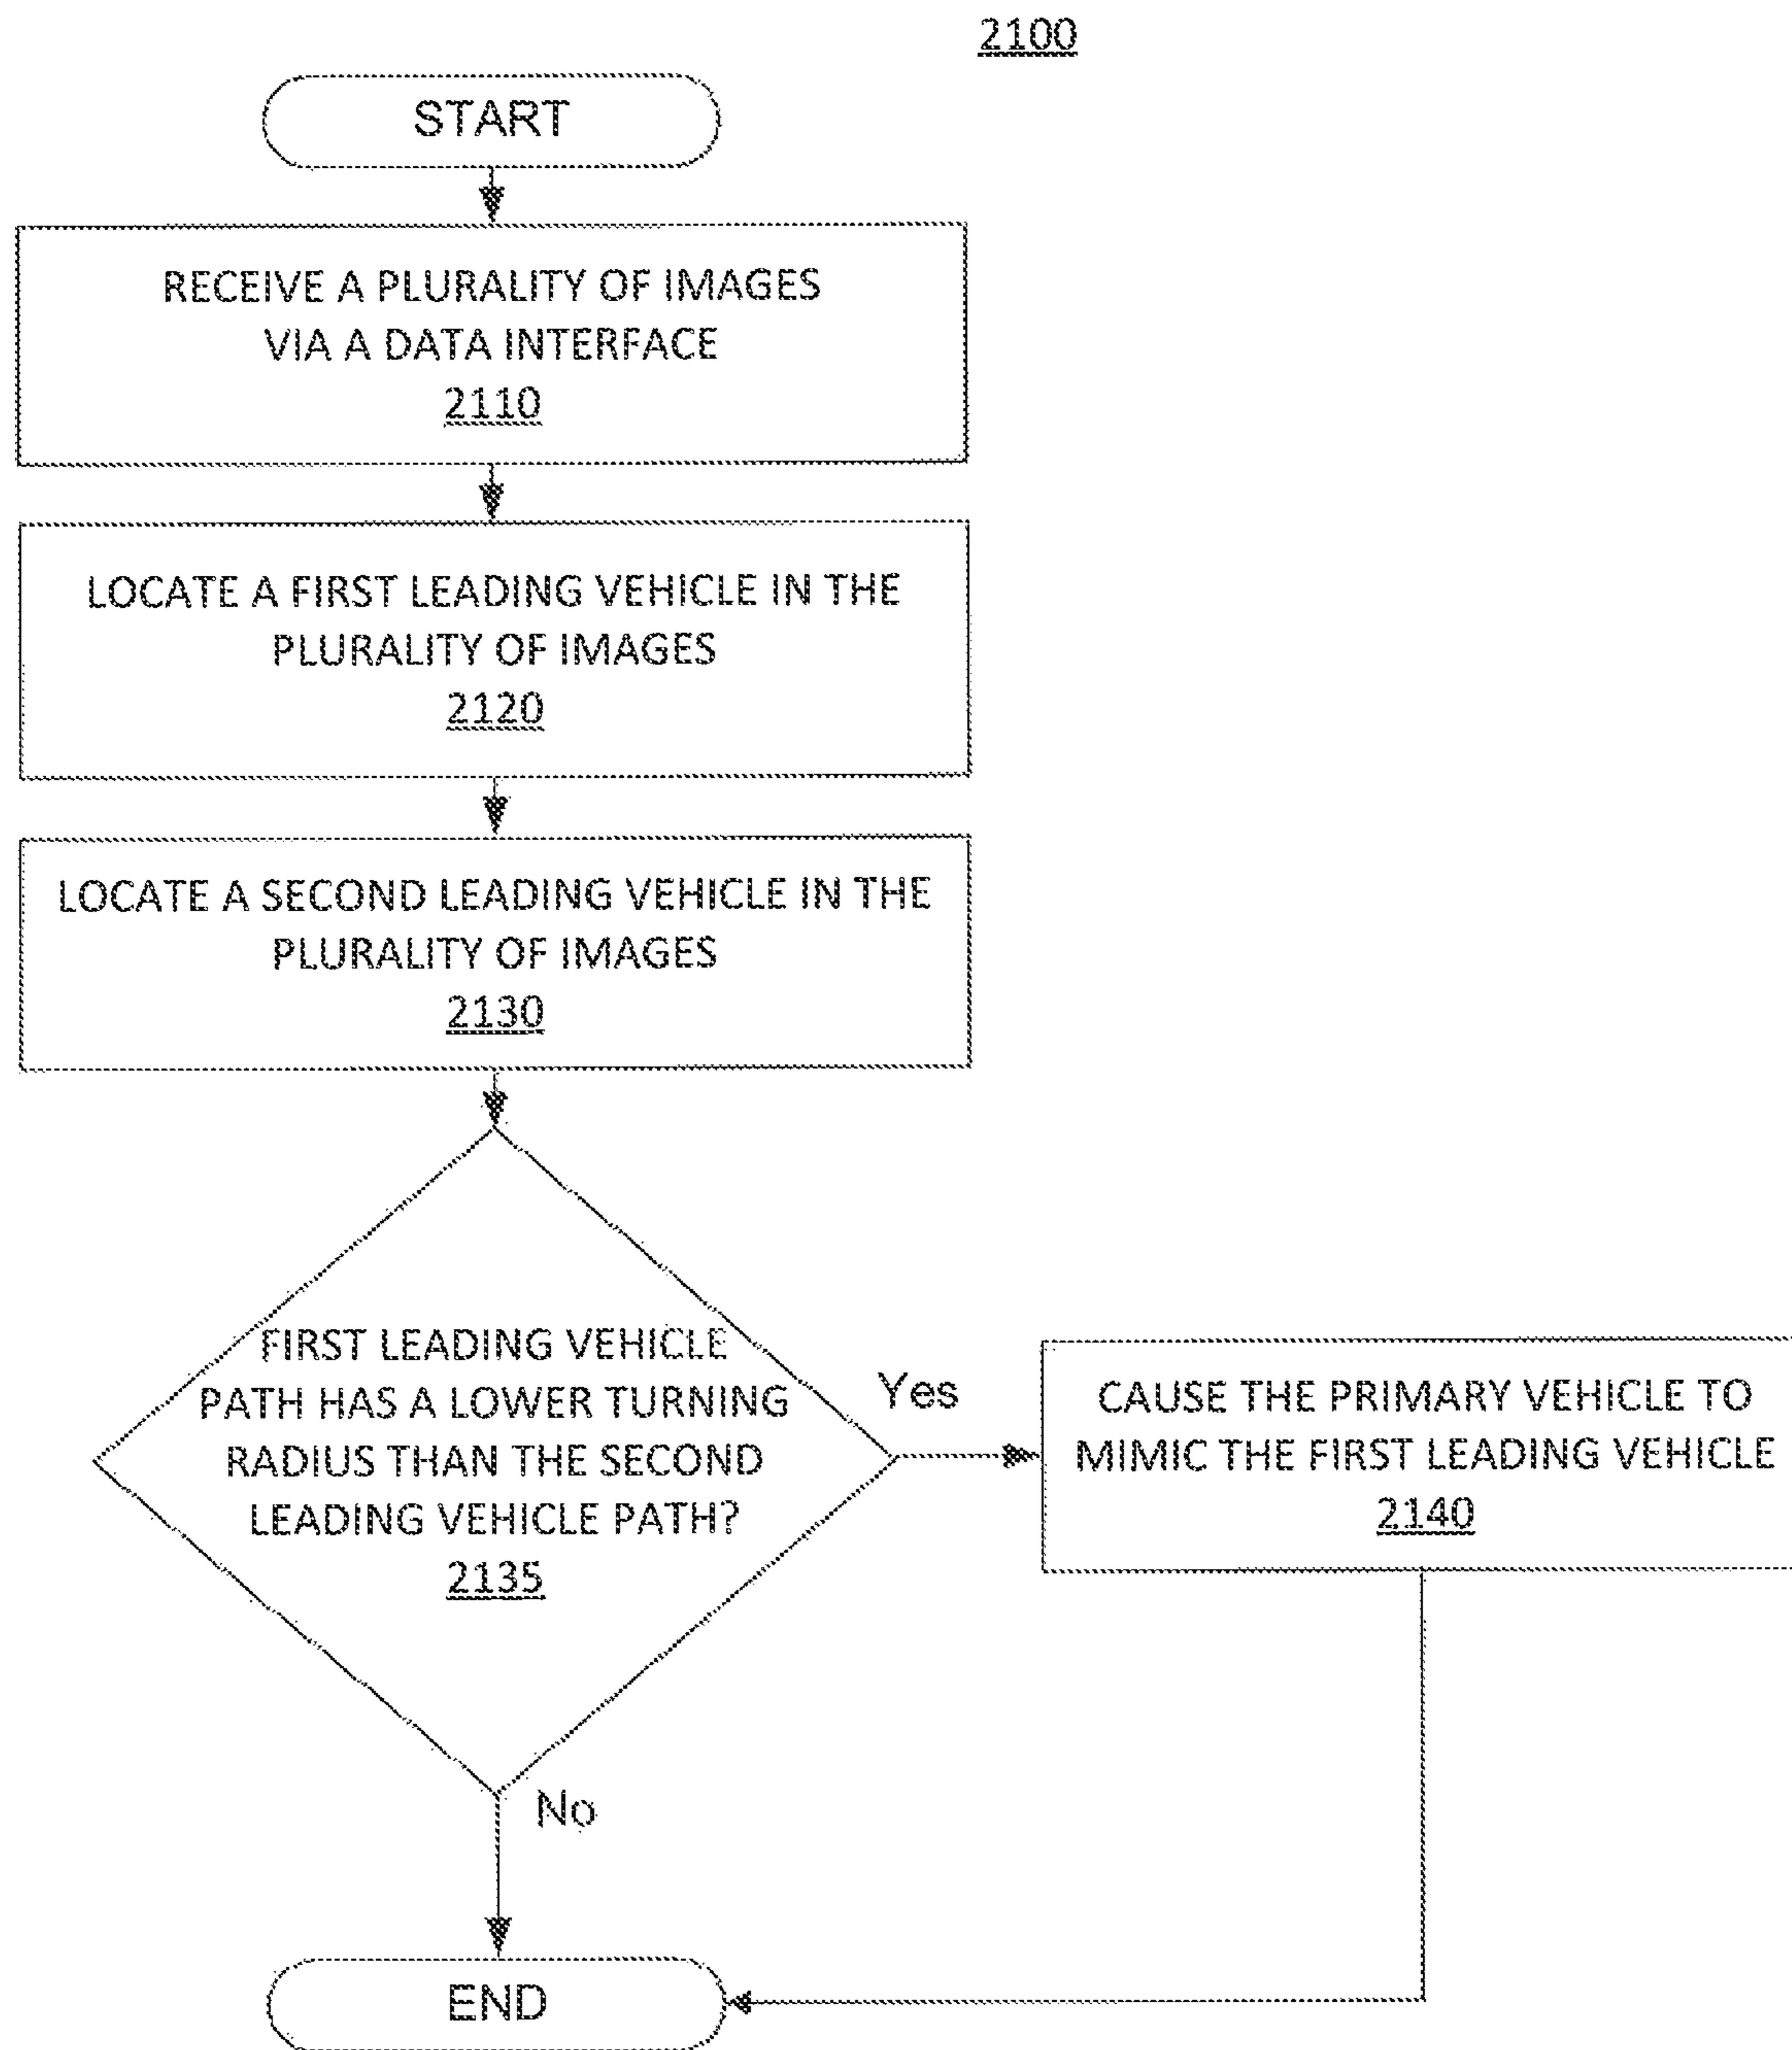 2100
START
RECEIVE A PLURALITY OF IMAGES
VIA A DATA INTERFACE
2110
LOCATE A FIRST LEADING VEHICLE IN THE
PLURALITY OF IMAGES
2120
LOCATE A SECOND LEADING VEHICLE IN THE
PLURALITY OF IMAGES
2130
FIRST LEADING VEHICLE
PATH HAS A LOWER TURNING
RADIUS THAN THE SECOND
LEADING VEHICLE PATH?
2135
Yes
CAUSE THE PRIMARY VEHICLE TO
MIMIC THE FIRST LEADING VEHICLE
2140
No
END